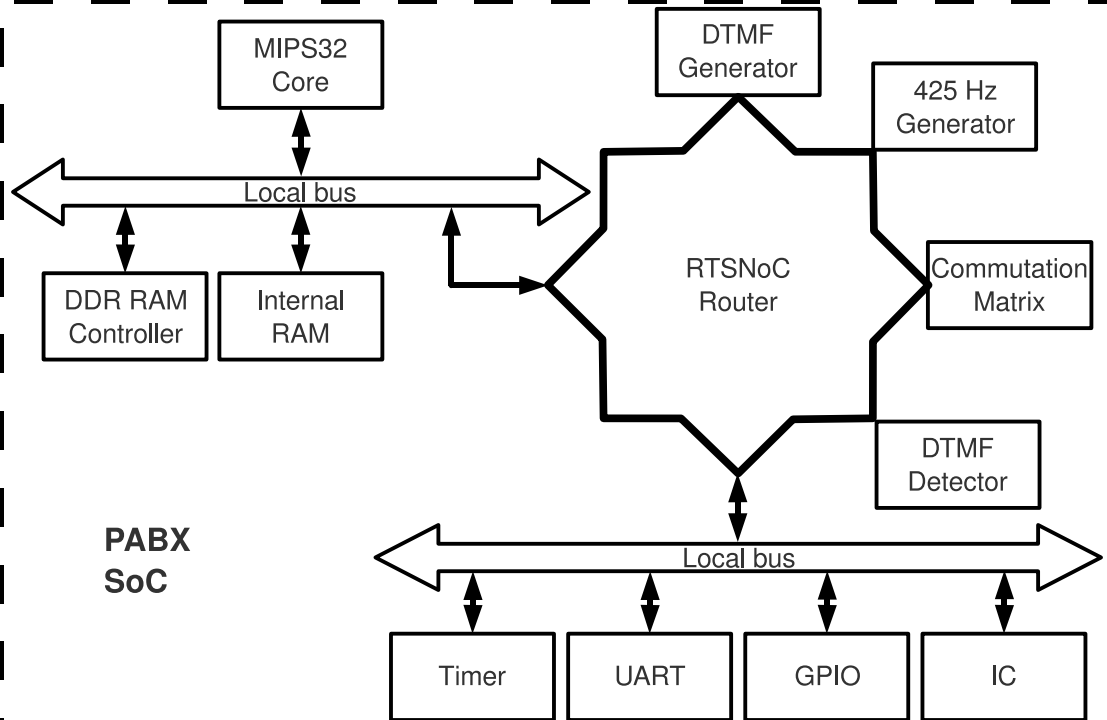 MIPS32
Core
Local bus
DDR RAM
Controller
Internal
RAM
DTMF
Generator
425 Hz
Generator
RTSNoC
Router
Commutation
Matrix
DTMF
Detector
PABX
SoC
Local bus
Timer
UART
GPIO
IC